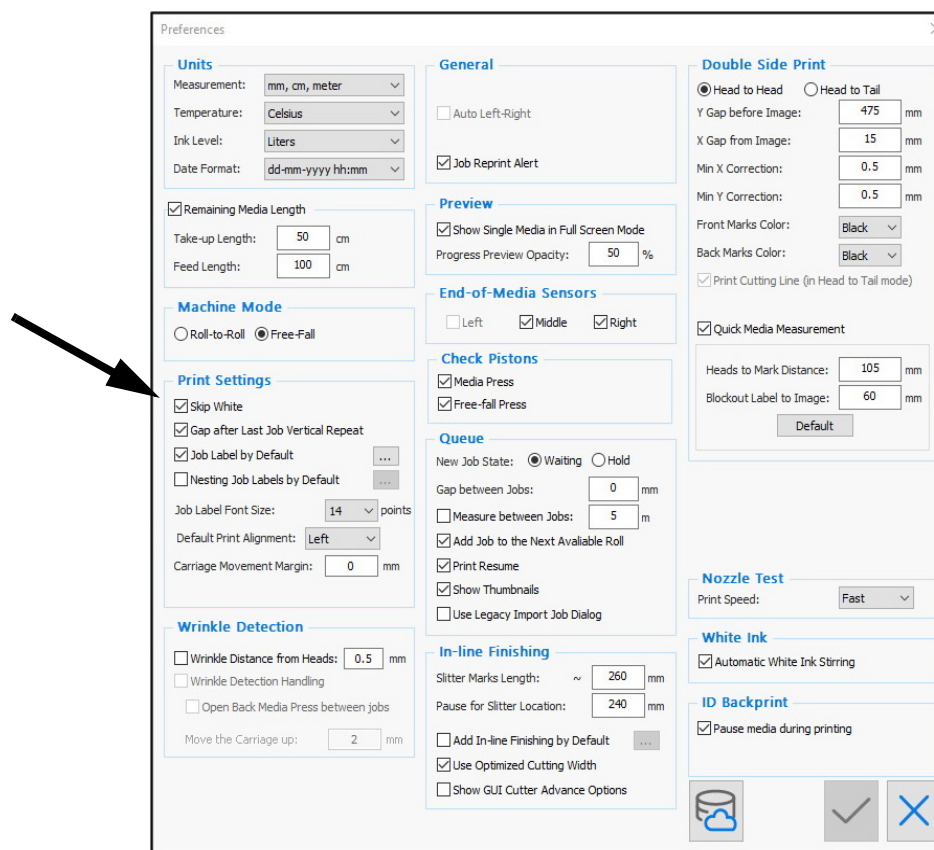 Preferences
Units
Measurement: mm, cm, meter
Temperature: Celsius
Ink Level: Liters
Date Format: dd-mm-yyyy hh:mm
Remaining Media Length
Take-up Length: 50 cm
Feed Length: 100 cm
Machine Mode
Roll-to-Roll Free-Fall
Print Settings
Skip White
Gap after Last Job Vertical Repeat
Job Label by Default ...
Nesting Job Labels by Default ...
Job Label Font Size: 14 points
Default Print Alignment: Left
Carriage Movement Margin: 0 mm
Wrinkle Detection
Wrinkle Distance from Heads: 0.5 mm
Wrinkle Detection Handling
Open Back Media Press between jobs
Move the Carriage up: 2 mm
General
Auto Left-Right
Job Reprint Alert
Preview
Show Single Media in Full Screen Mode
Progress Preview Opacity: 50 %
End-of-Media Sensors
Left Middle Right
Check Pistons
Media Press
Free-fall Press
Queue
New Job State: Waiting Hold
Gap between Jobs: 0 mm
Measure between Jobs: 5 m
Add Job to the Next Avaliable Roll
Print Resume
Show Thumbnails
Use Legacy Import Job Dialog
In-line Finishing
Slitter Marks Length: ~ 260 mm
Pause for Slitter Location: 240 mm
Add In-line Finishing by Default ...
Use Optimized Cutting Width
Show GUI Cutter Advance Options
Double Side Print
Head to Head Head to Tail
Y Gap before Image: 475 mm
X Gap from Image: 15 mm
Min X Correction: 0.5 mm
Min Y Correction: 0.5 mm
Front Marks Color: Black
Back Marks Color: Black
Print Cutting Line (in Head to Tail mode)
Quick Media Measurement
Heads to Mark Distance: 105 mm
Blockout Label to Image: 60 mm
Default
Nozzle Test
Print Speed: Fast
White Ink
Automatic White Ink Stirring
ID Backprint
Pause media during printing